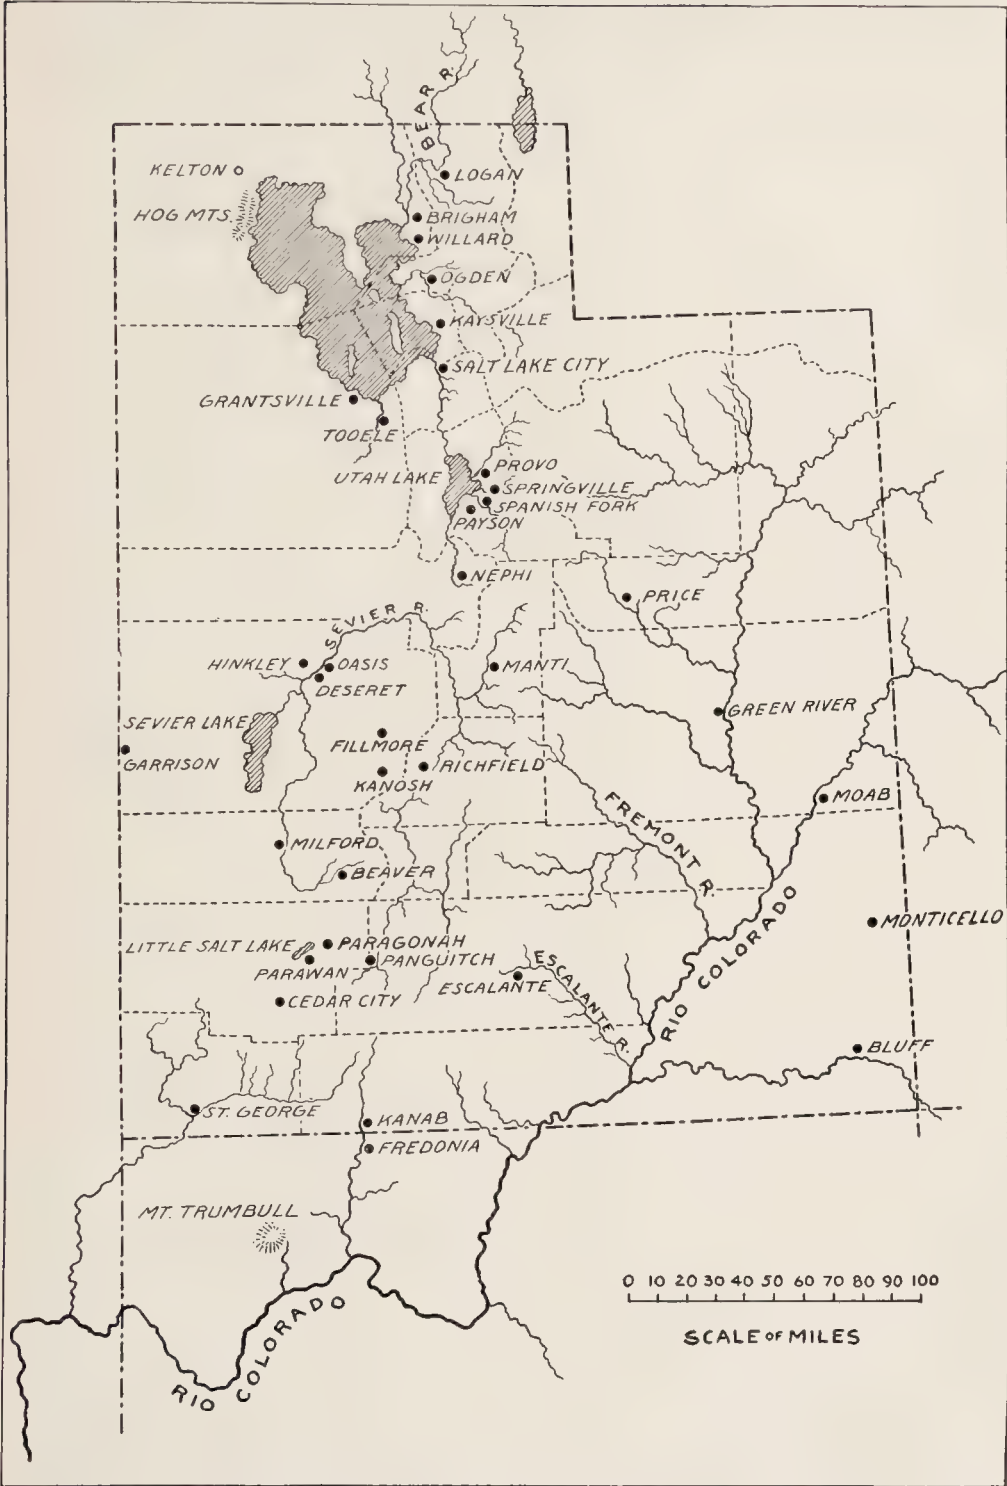 BEAR R.
KELTON
LOGAN
HOG MTS.
BRIGHAM
WILLARD
OGDEN
KAYSVILLE
SALT LAKE CITY
GRANTSVILLE
TOOELE
UTAH LAKE
PROVO
SPRINGVILLE
SPANISH FORK
PAYSON
NEPHI
PRICE
SEVIER R.
HINKLEY
OASIS
DESERET
MANTI
SEVIER LAKE
GREEN RIVER
FILLMORE
GARRISON
RICHFIELD
KANOSH
MOAB
FREMONT R.
MILFORD
BEAVER
MONTICELLO
LITTLE SALT LAKE
PARAGONAH
PARAWAN
PANGUITCH
ESCALANTE
ESCALANTE R.
RIO COLORADO
CEDAR CITY
BLUFF
ST. GEORGE
KANAB
FREDONIA
MT. TRUMBULL
RIO COLORADO
0 10 20 30 40 50 60 70 80 90 100
SCALE OF MILES